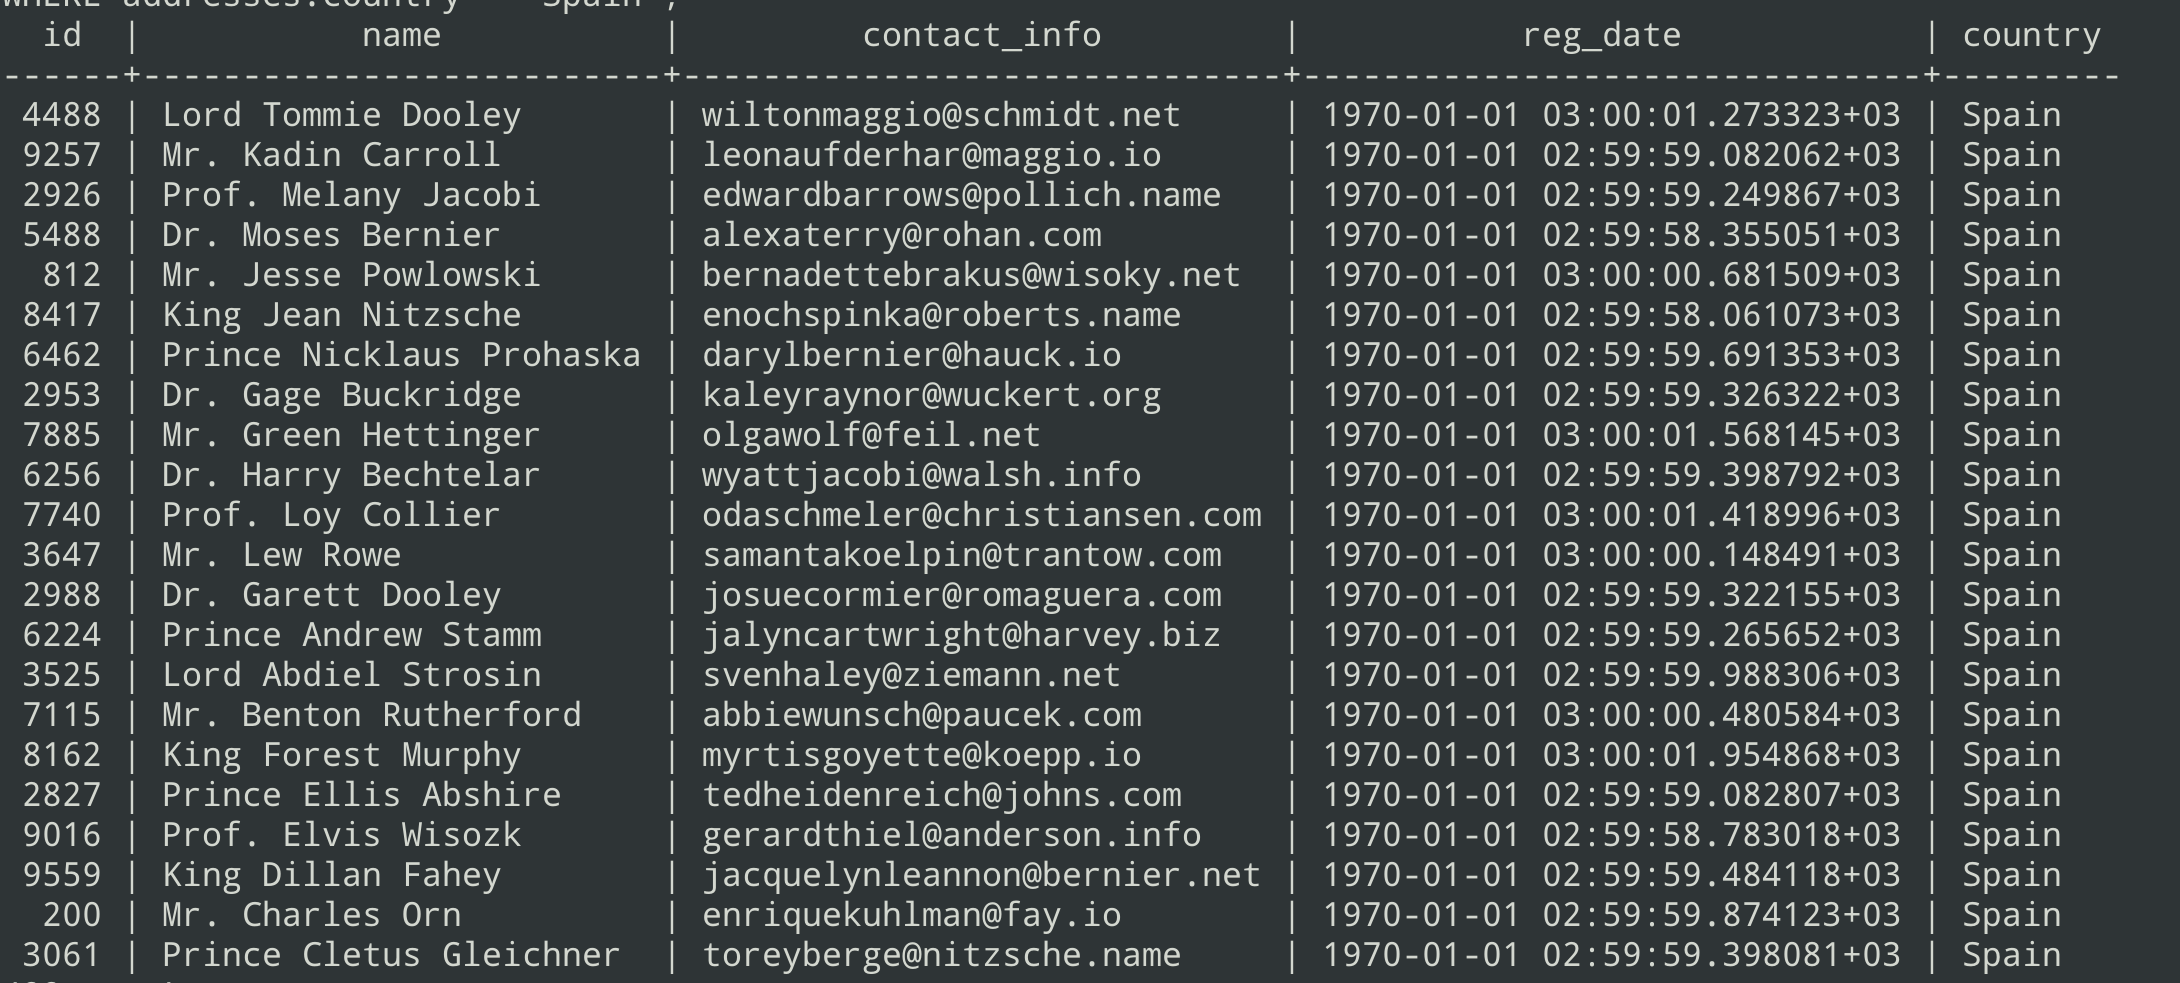 WHERE addresses.country = 'Spain';
id | name | contact_info | reg_date | country
------+--------------------------+------------------------------+-------------------------------+---------
4488 | Lord Tommie Dooley | wiltonmaggio@schmidt.net | 1970-01-01 03:00:01.273323+03 | Spain
9257 | Mr. Kadin Carroll | leonaufderhar@maggio.io | 1970-01-01 02:59:59.082062+03 | Spain
2926 | Prof. Melany Jacobi | edwardbarrows@pollich.name | 1970-01-01 02:59:59.249867+03 | Spain
5488 | Dr. Moses Bernier | alexaterry@rohan.com | 1970-01-01 02:59:58.355051+03 | Spain
812 | Mr. Jesse Powlowski | bernadettebrakus@wisoky.net | 1970-01-01 03:00:00.681509+03 | Spain
8417 | King Jean Nitzsche | enochspinka@roberts.name | 1970-01-01 02:59:58.061073+03 | Spain
6462 | Prince Nicklaus Prohaska | darylbernier@hauck.io | 1970-01-01 02:59:59.691353+03 | Spain
2953 | Dr. Gage Buckridge | kaleyraynor@wuckert.org | 1970-01-01 02:59:59.326322+03 | Spain
7885 | Mr. Green Hettinger | olgawolf@feil.net | 1970-01-01 03:00:01.568145+03 | Spain
6256 | Dr. Harry Bechtelar | wyattjacobi@walsh.info | 1970-01-01 02:59:59.398792+03 | Spain
7740 | Prof. Loy Collier | odaschmeler@christiansen.com | 1970-01-01 03:00:01.418996+03 | Spain
3647 | Mr. Lew Rowe | samantakoelpin@trantow.com | 1970-01-01 03:00:00.148491+03 | Spain
2988 | Dr. Garett Dooley | josuecormier@romaguera.com | 1970-01-01 02:59:59.322155+03 | Spain
6224 | Prince Andrew Stamm | jalyncartwright@harvey.biz | 1970-01-01 02:59:59.265652+03 | Spain
3525 | Lord Abdiel Strosin | svenhaley@ziemann.net | 1970-01-01 02:59:59.988306+03 | Spain
7115 | Mr. Benton Rutherford | abbiewunsch@paucek.com | 1970-01-01 03:00:00.480584+03 | Spain
8162 | King Forest Murphy | myrtisgoyette@koepp.io | 1970-01-01 03:00:01.954868+03 | Spain
2827 | Prince Ellis Abshire | tedheidenreich@johns.com | 1970-01-01 02:59:59.082807+03 | Spain
9016 | Prof. Elvis Wisozk | gerardthiel@anderson.info | 1970-01-01 02:59:58.783018+03 | Spain
9559 | King Dillan Fahey | jacquelynleannon@bernier.net | 1970-01-01 02:59:59.484118+03 | Spain
200 | Mr. Charles Orn | enriquekuhlman@fay.io | 1970-01-01 02:59:59.874123+03 | Spain
3061 | Prince Cletus Gleichner | toreyberge@nitzsche.name | 1970-01-01 02:59:59.398081+03 | Spain